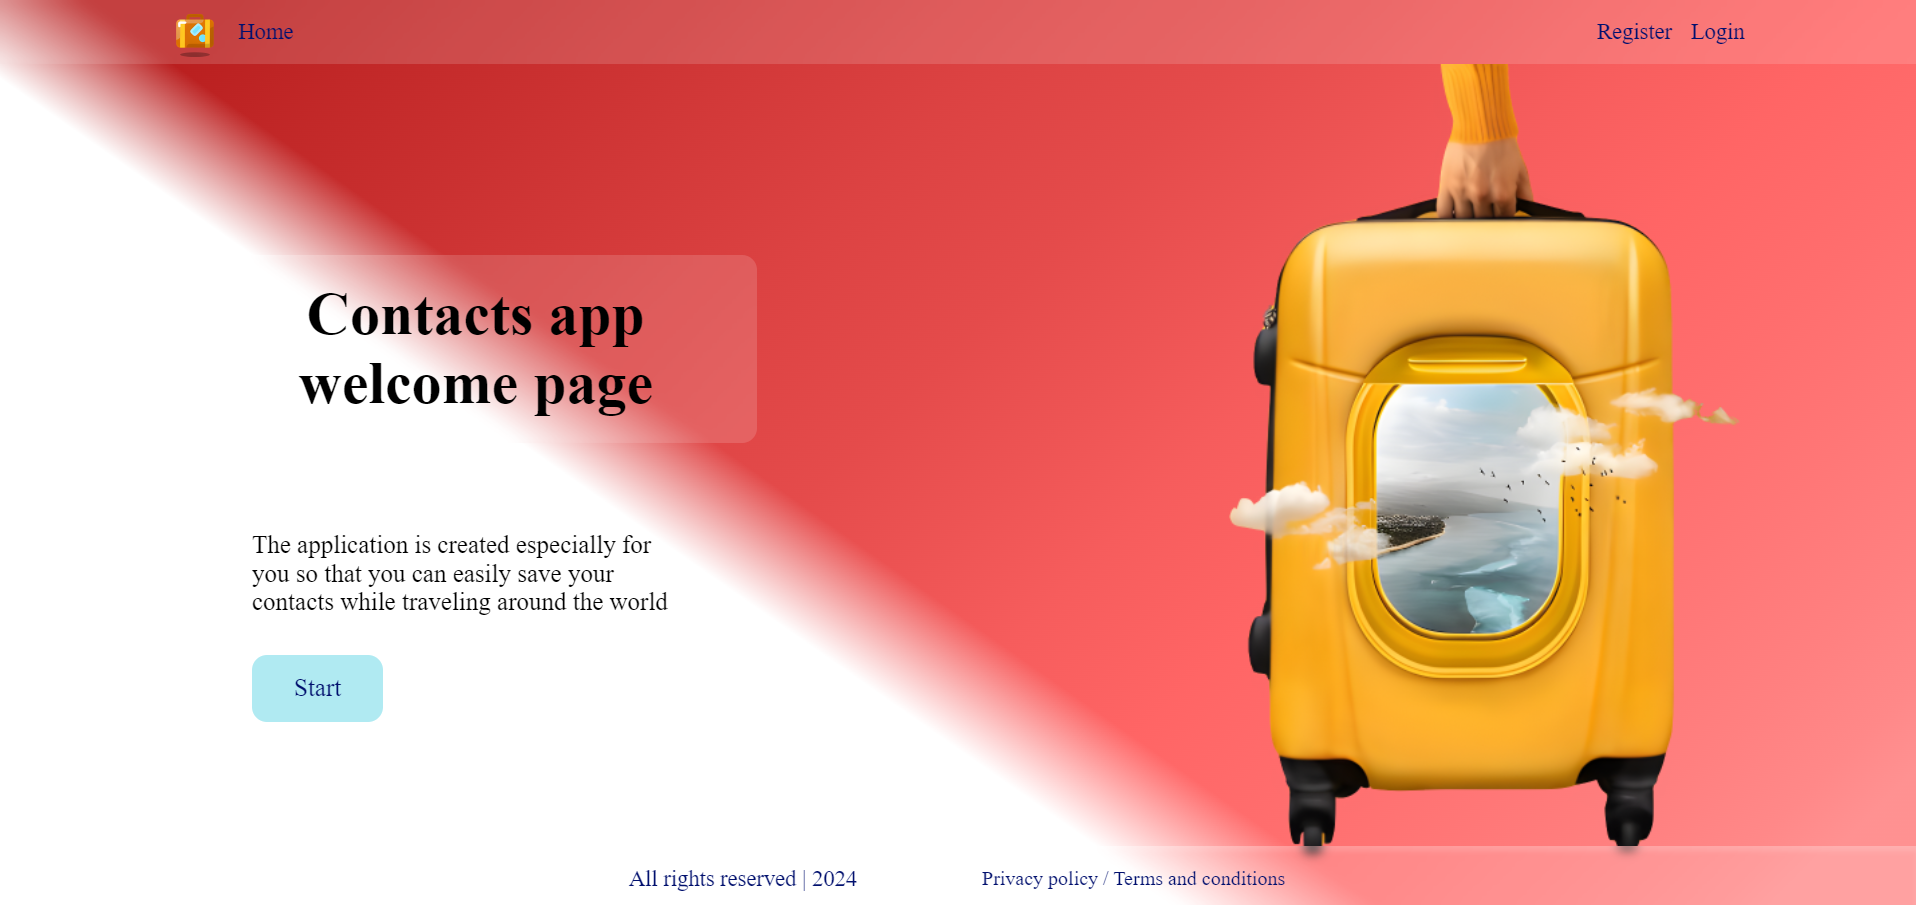 Home
Register
Login
Contacts app
welcome page
The application is created especially for
you so that you can easily save your
contacts while traveling around the world
Start
All rights reserved | 2024
Privacy policy / Terms and conditions